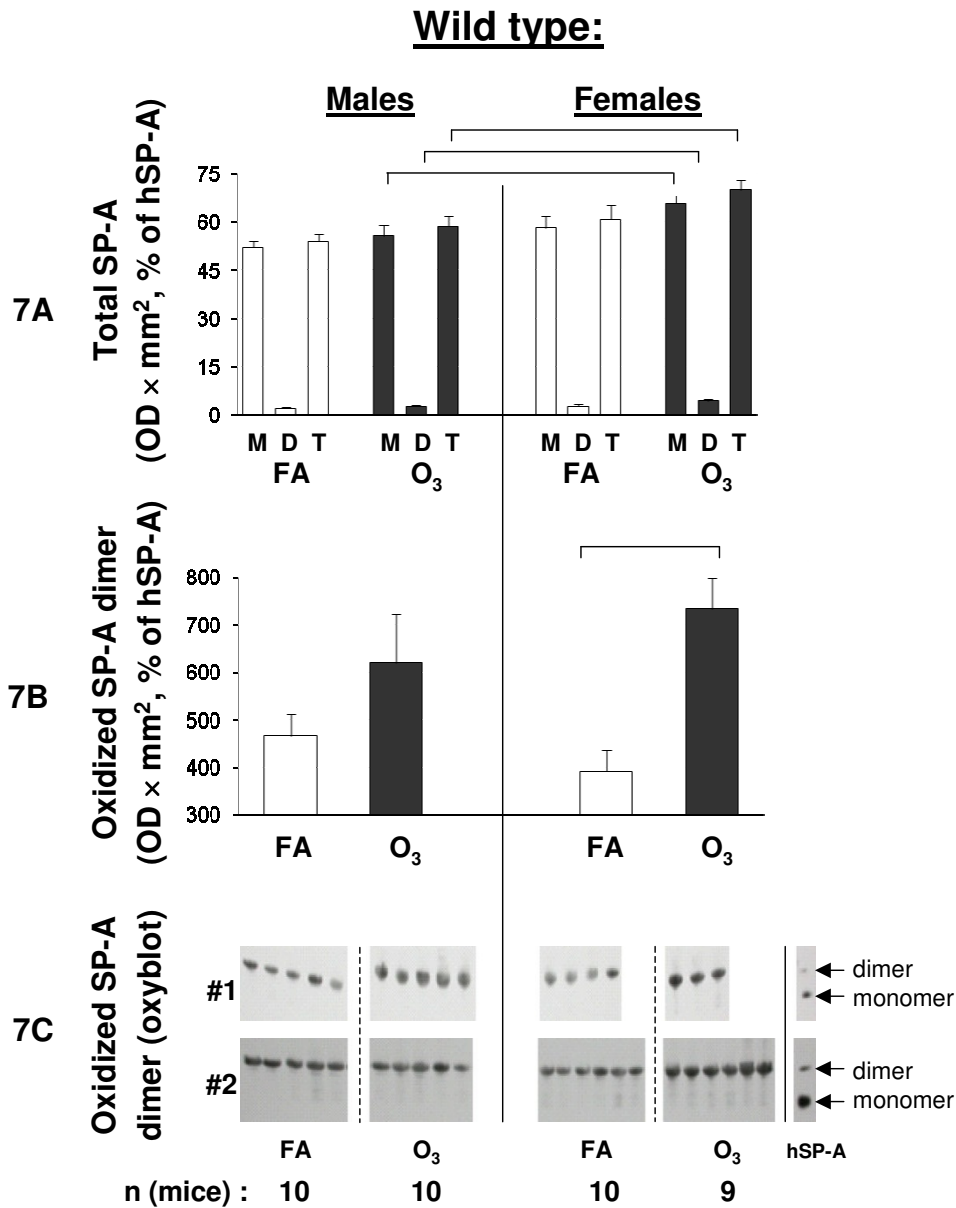 Wild type:
Males
Females
7A
Total SP-A
(OD × mm², % of hSP-A)
75
60
45
30
15
0
M D T
M D T
M D T
M D T
FA
O₃
FA
O₃
7B
Oxidized SP-A dimer
(OD × mm², % of hSP-A)
800
700
600
500
400
300
FA
O₃
FA
O₃
7C
Oxidized SP-A
dimer (oxyblot)
#1
dimer
monomer
#2
dimer
monomer
FA
O₃
FA
O₃
hSP-A
n (mice) : 10 10 10 9